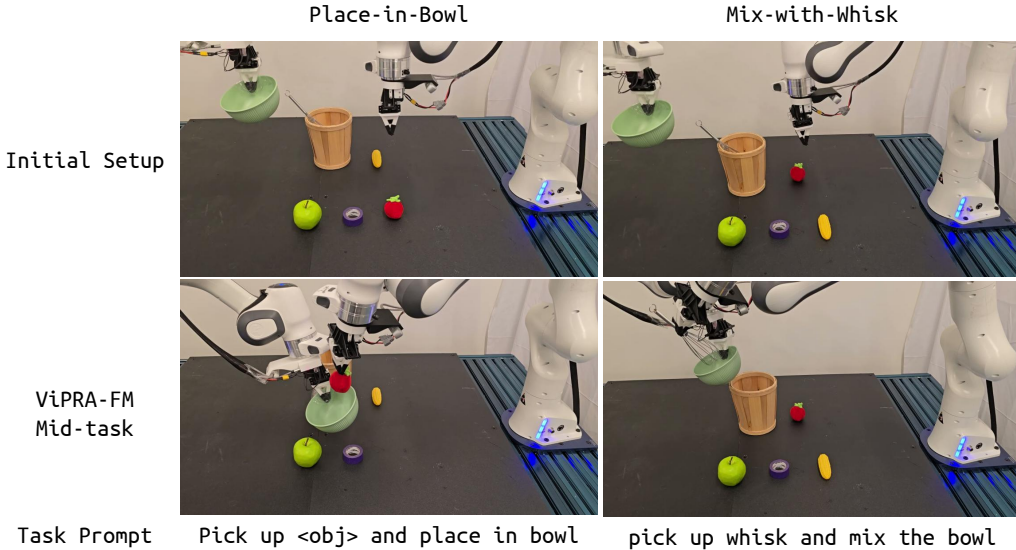 Place-in-Bowl
Mix-with-Whisk
Initial Setup
ViPRA-FM
Mid-task
Task Prompt
Pick up <obj> and place in bowl
pick up whisk and mix the bowl